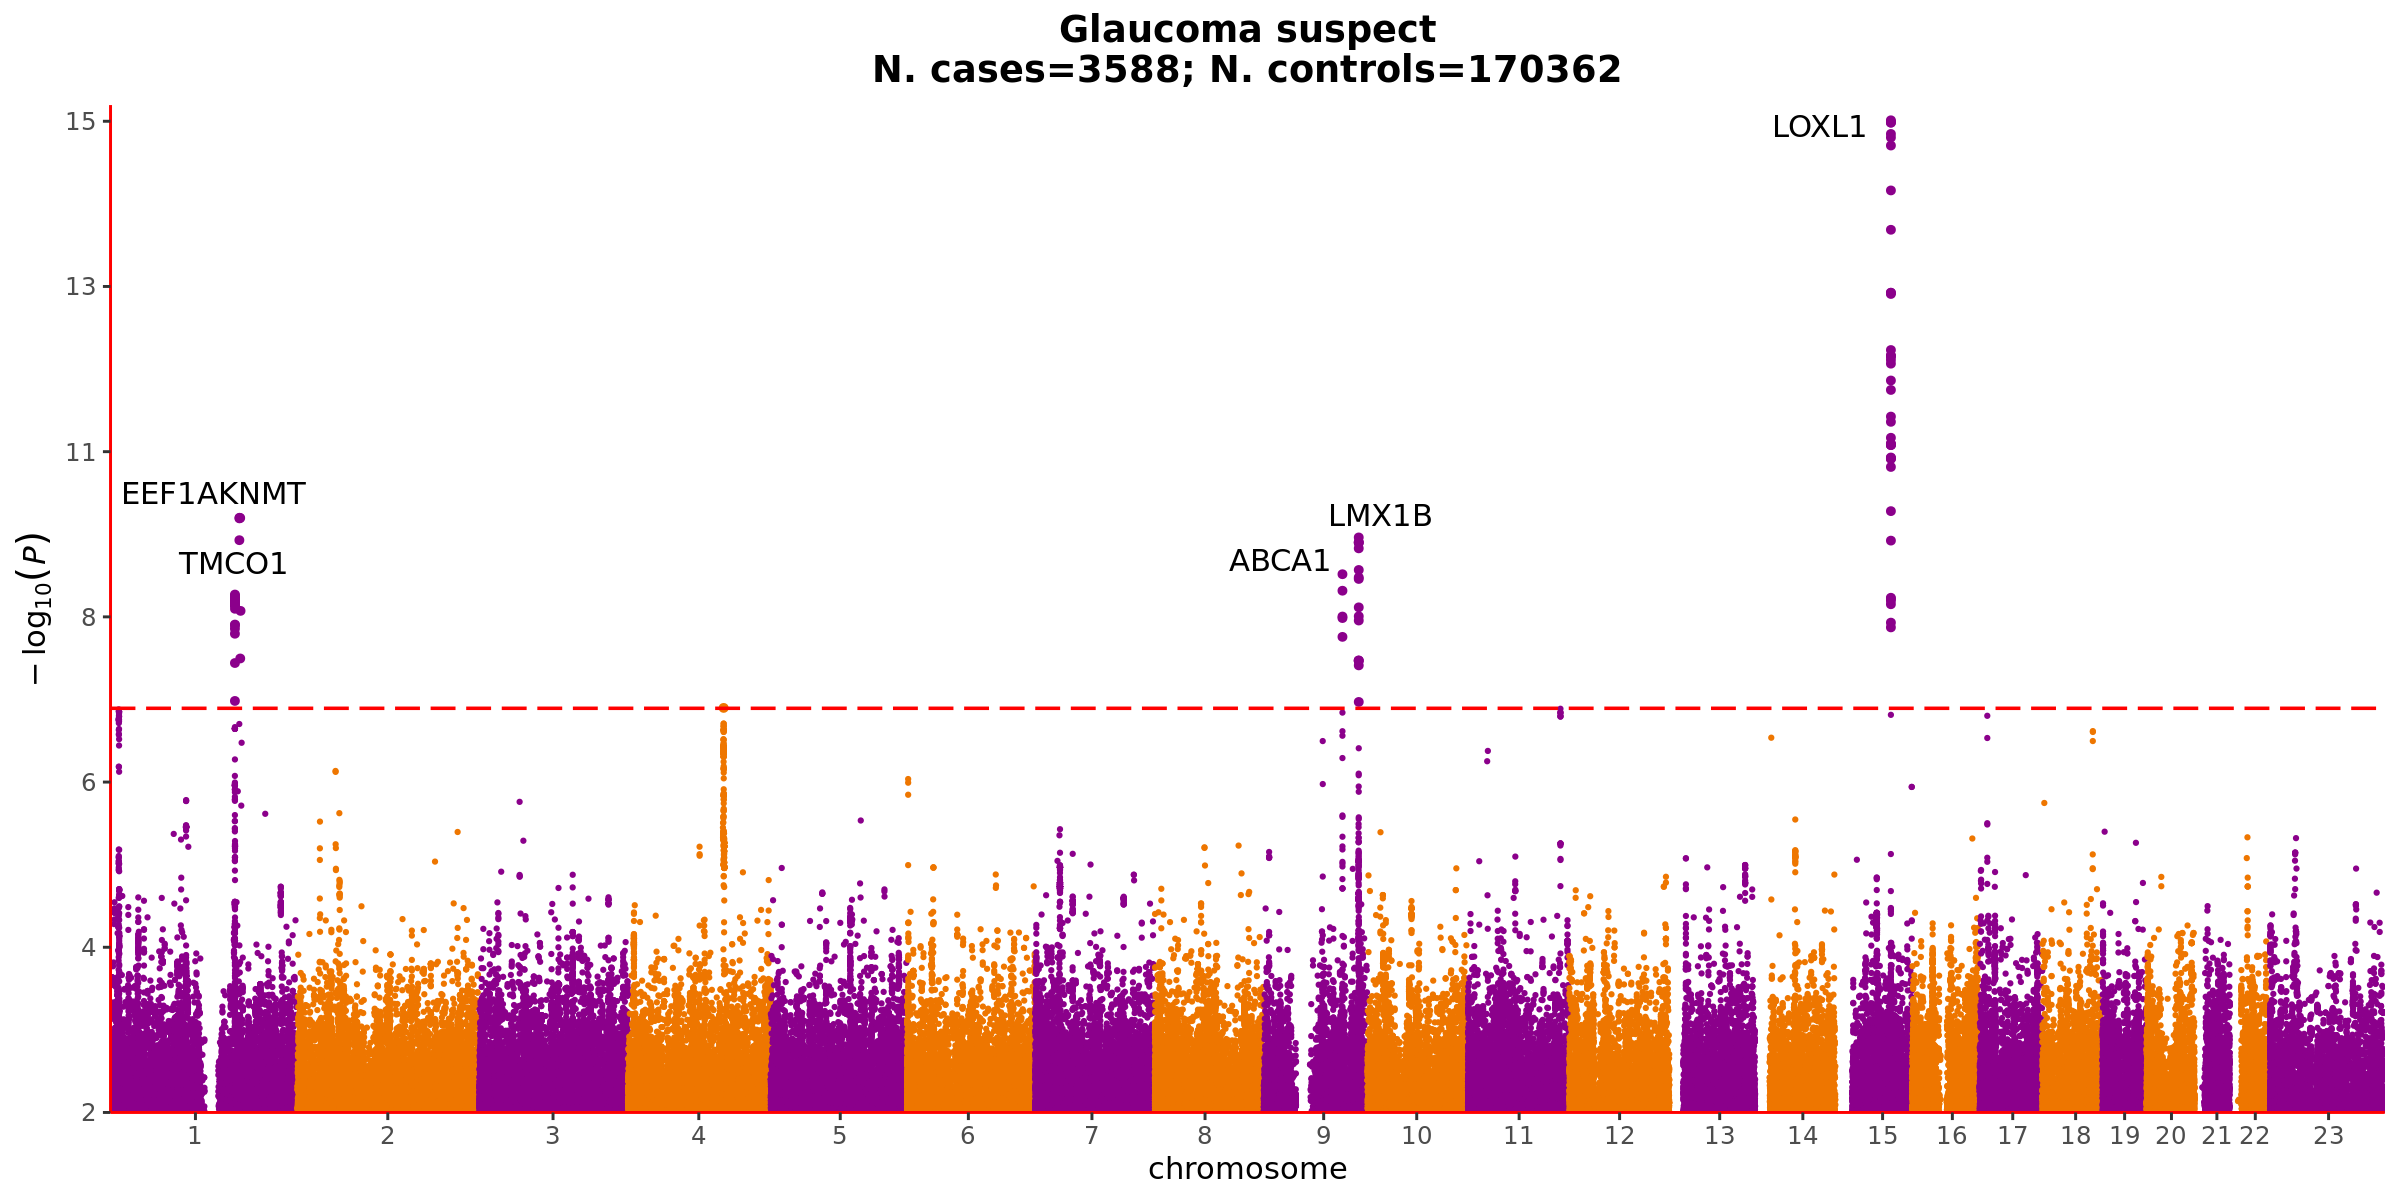 Glaucoma suspect
N. cases=3588; N. controls=170362
15
13
11
8
6
4
2
−log10(P)
EEF1AKNMT
TMCO1
ABCA1
LMX1B
LOXL1
1 2 3 4 5 6 7 8 9 10 11 12 13 14 15 16 17 18 19 20 21 22 23
chromosome